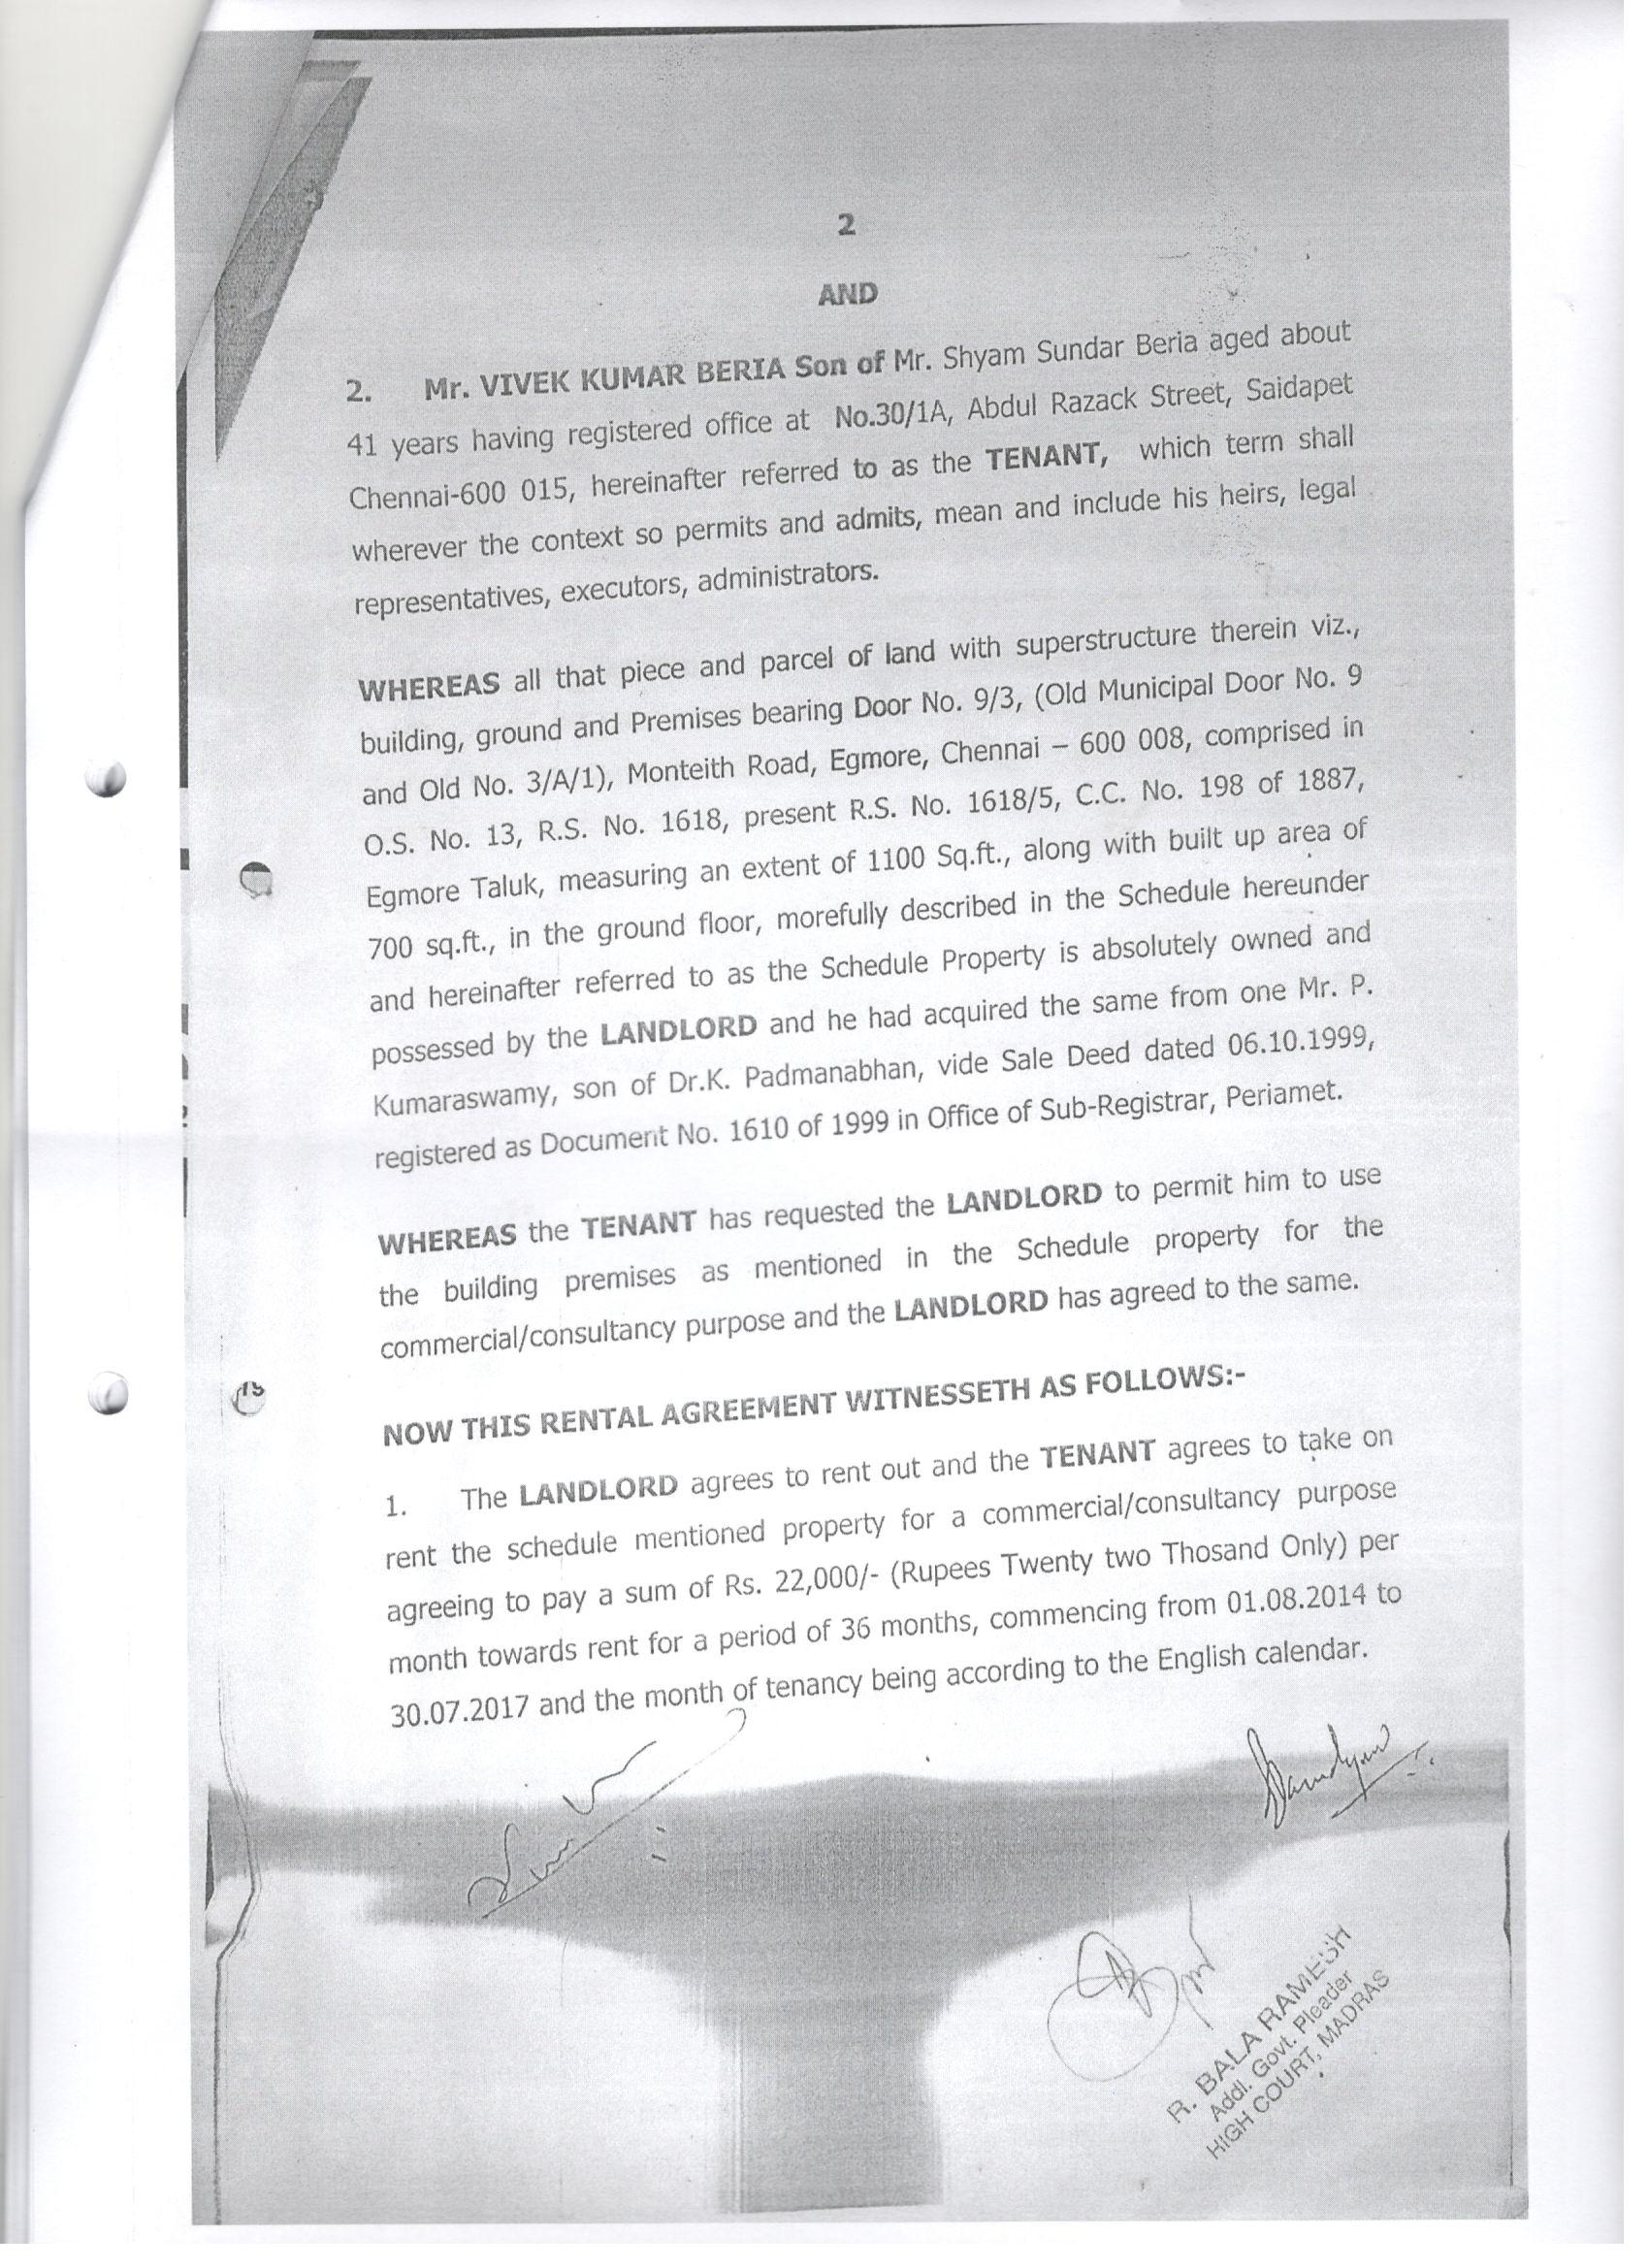 2
AND
2. Mr. VIVEK KUMAR BERIA Son of Mr. Shyam Sundar Beria aged about
41 years having registered office at No.30/1A, Abdul Razack Street, Saidapet
Chennai-600 015, hereinafter referred to as the TENANT, which term shall
wherever the context so permits and admits, mean and include his heirs, legal
representatives, executors, administrators.
WHEREAS all that piece and parcel of land with superstructure therein viz.,
building, ground and Premises bearing Door No. 9/3, (Old Municipal Door No. 9
and Old No. 3/A/1), Monteith Road, Egmore, Chennai – 600 008, comprised in
O.S. No. 13, R.S. No. 1618, present R.S. No. 1618/5, C.C. No. 198 of 1887,
Egmore Taluk, measuring an extent of 1100 Sq.ft., along with built up area of
700 sq.ft., in the ground floor, morefully described in the Schedule hereunder
and hereinafter referred to as the Schedule Property is absolutely owned and
possessed by the LANDLORD and he had acquired the same from one Mr. P.
Kumaraswamy, son of Dr.K. Padmanabhan, vide Sale Deed dated 06.10.1999,
registered as Document No. 1610 of 1999 in Office of Sub-Registrar, Periamet.
WHEREAS the TENANT has requested the LANDLORD to permit him to use
the building premises as mentioned in the Schedule property for the
commercial/consultancy purpose and the LANDLORD has agreed to the same.
NOW THIS RENTAL AGREEMENT WITNESSETH AS FOLLOWS:-
1. The LANDLORD agrees to rent out and the TENANT agrees to take on
rent the schedule mentioned property for a commercial/consultancy purpose
agreeing to pay a sum of Rs. 22,000/- (Rupees Twenty two Thosand Only) per
month towards rent for a period of 36 months, commencing from 01.08.2014 to
30.07.2017 and the month of tenancy being according to the English calendar.
R. BALA RAMESH
Addl. Govt. Pleader
HIGH COURT, MADRAS